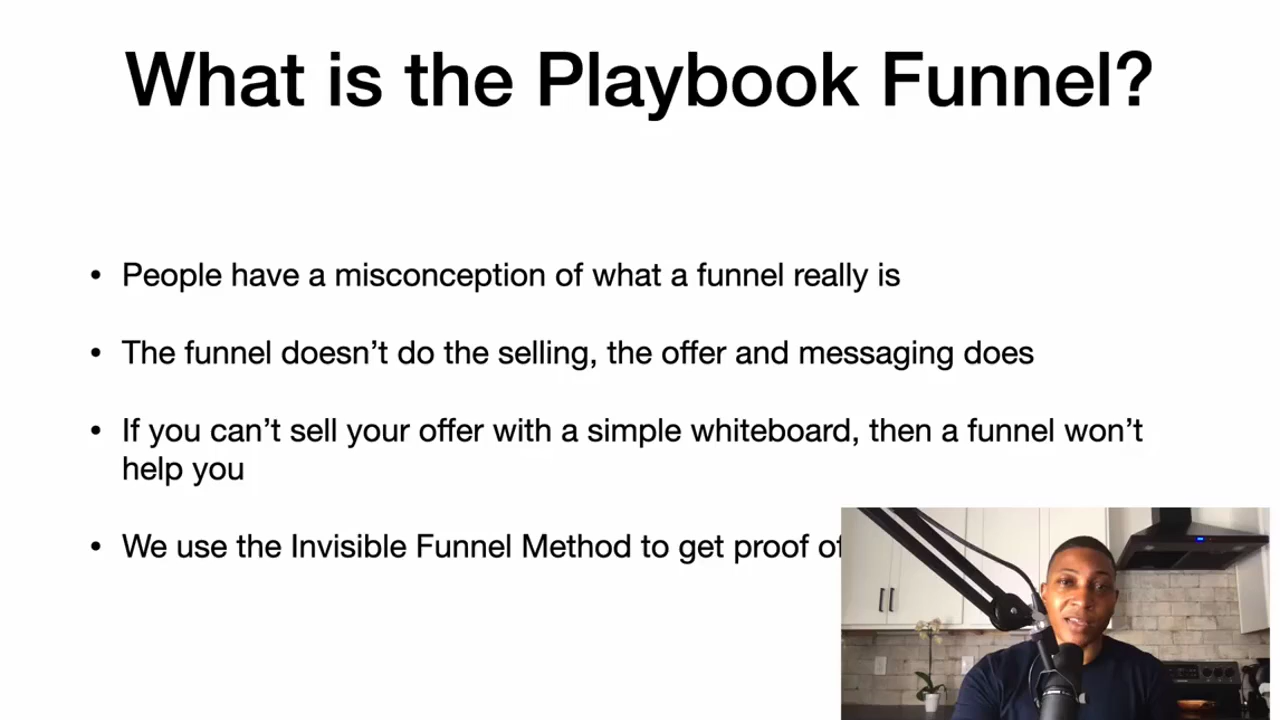 What is the Playbook Funnel?
• People have a misconception of what a funnel really is
• The funnel doesn’t do the selling, the offer and messaging does
• If you can’t sell your offer with a simple whiteboard, then a funnel won’t
help you
• We use the Invisible Funnel Method to get proof of